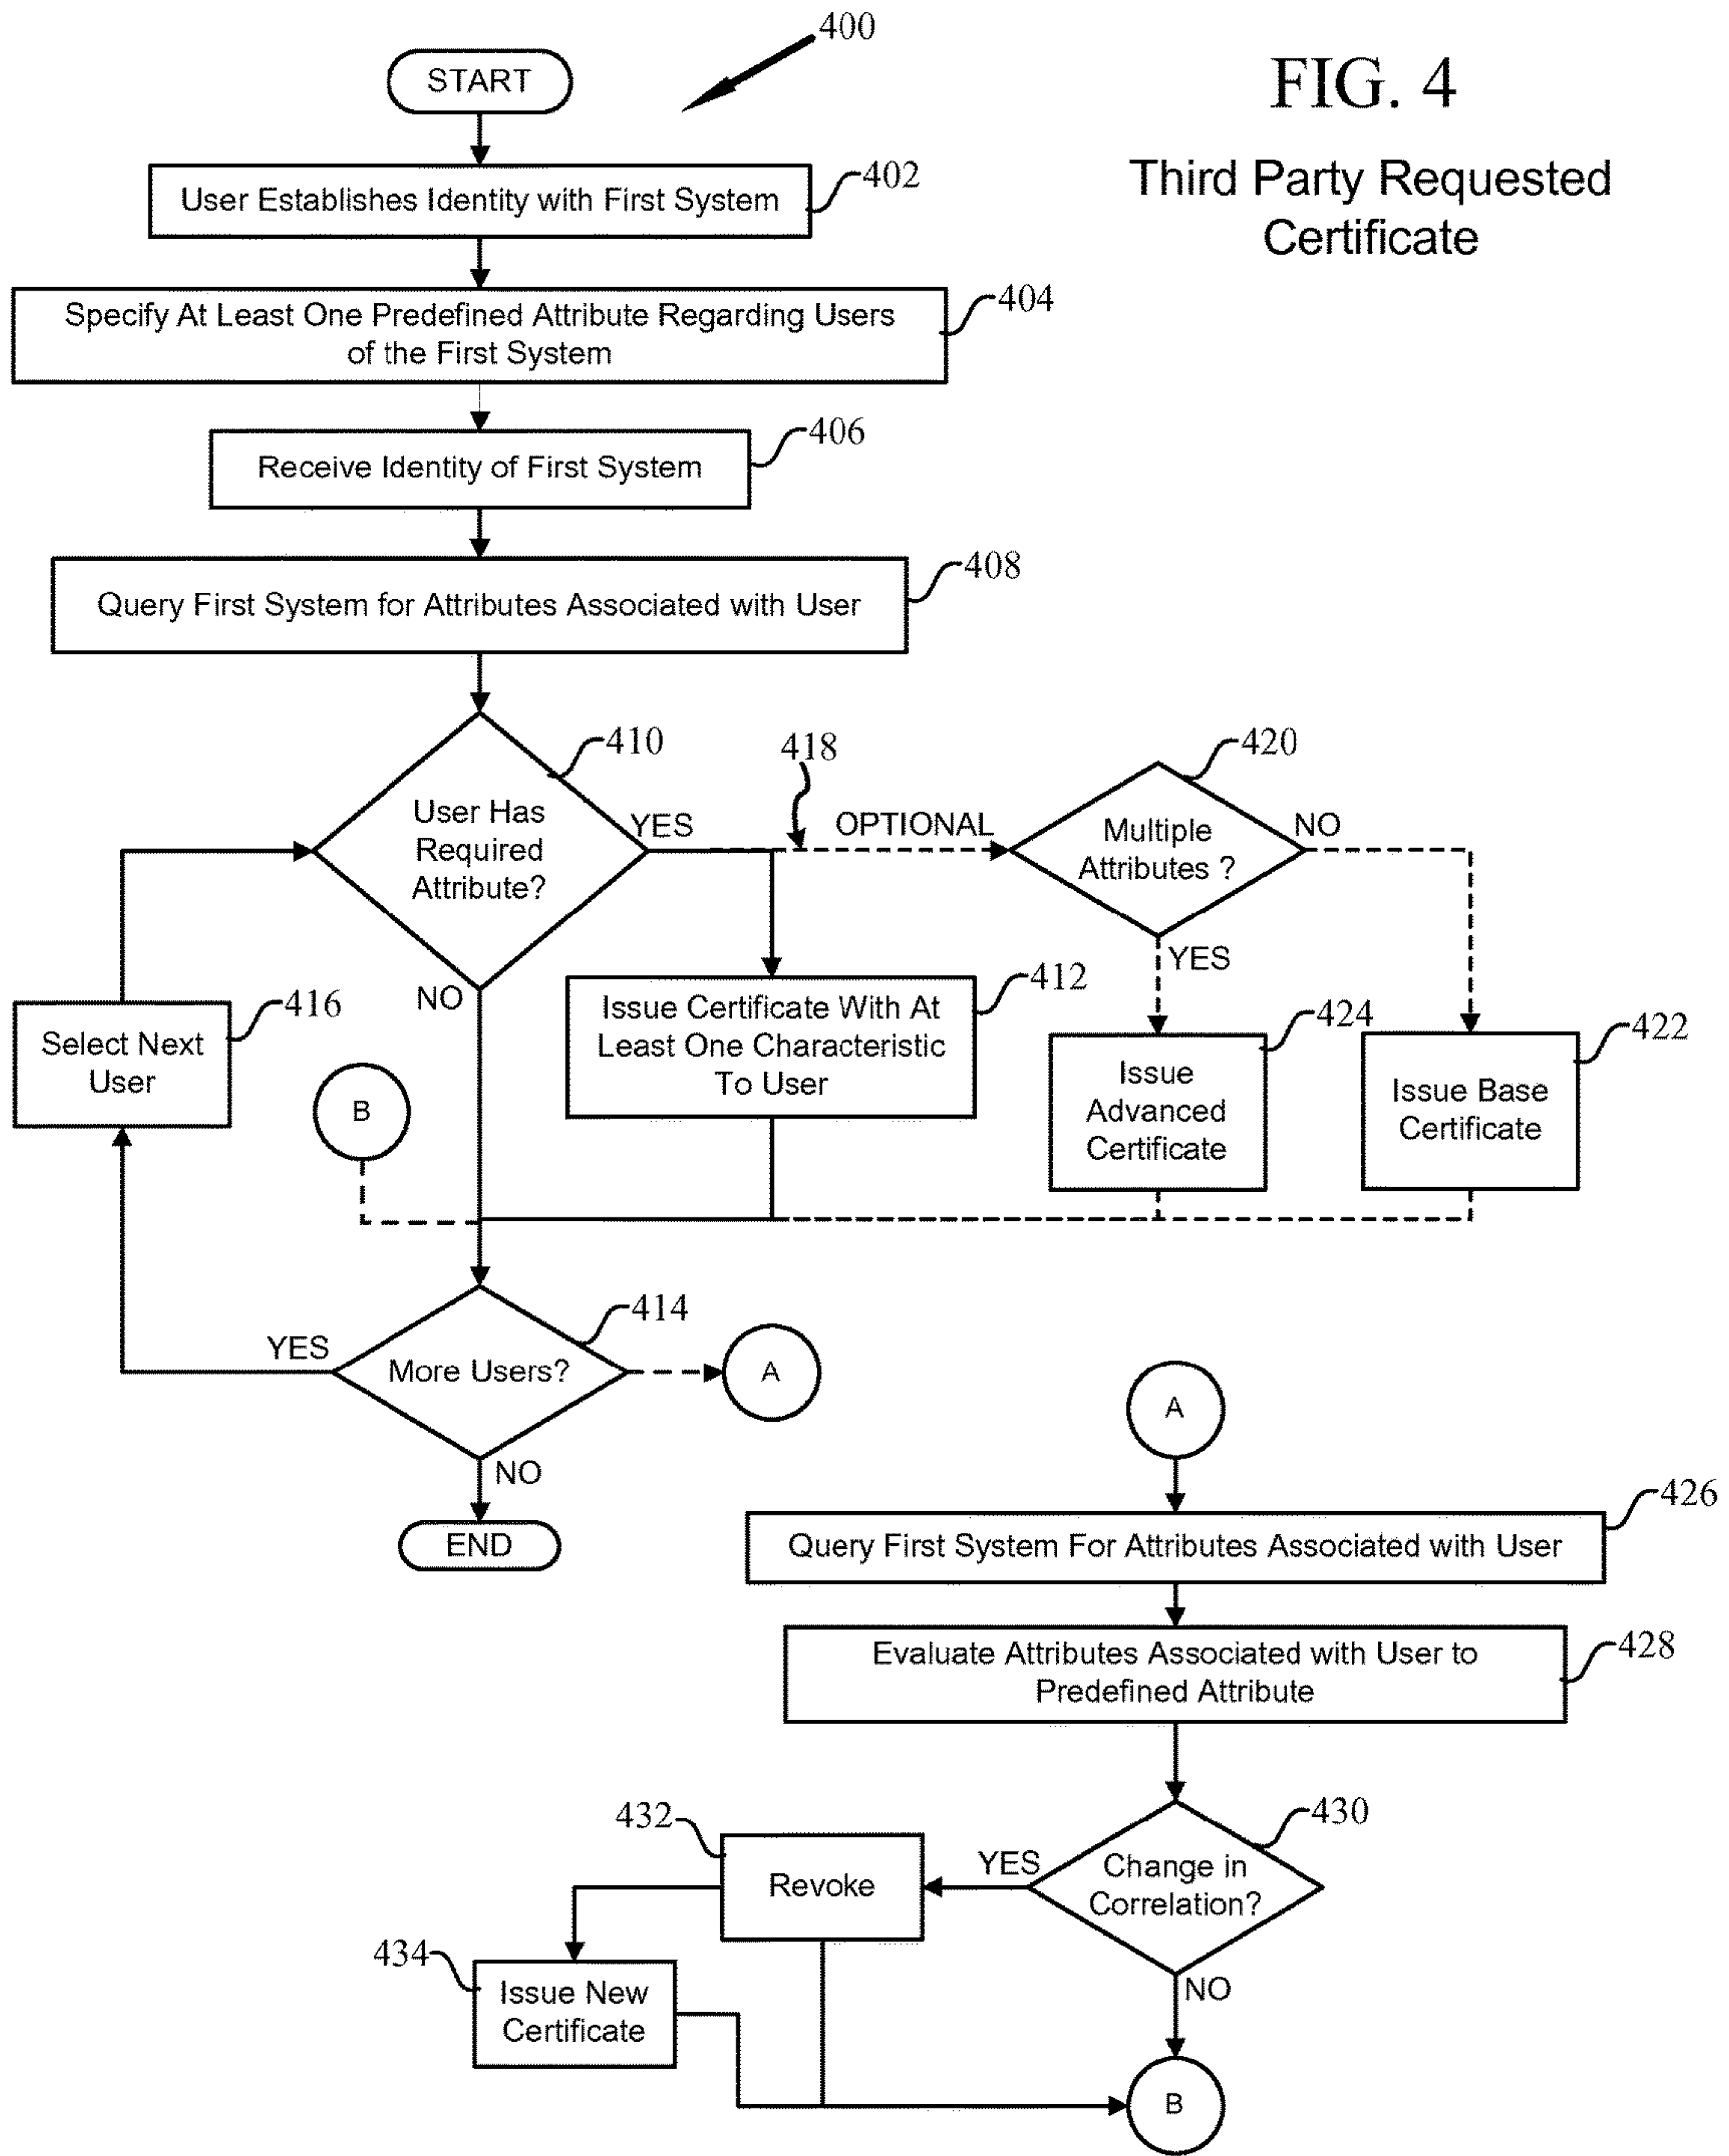 400
START
FIG. 4
Third Party Requested
Certificate
402
User Establishes Identity with First System
404
Specify At Least One Predefined Attribute Regarding Users
of the First System
406
Receive Identity of First System
408
Query First System for Attributes Associated with User
410
User Has
Required
Attribute?
YES
NO
418
OPTIONAL
420
Multiple
Attributes ?
NO
YES
416
Select Next
User
B
412
Issue Certificate With At
Least One Characteristic
To User
424
Issue
Advanced
Certificate
422
Issue Base
Certificate
414
YES
More Users?
A
NO
END
A
426
Query First System For Attributes Associated with User
428
Evaluate Attributes Associated with User to
Predefined Attribute
430
Change in
Correlation?
YES
NO
432
Revoke
434
Issue New
Certificate
B